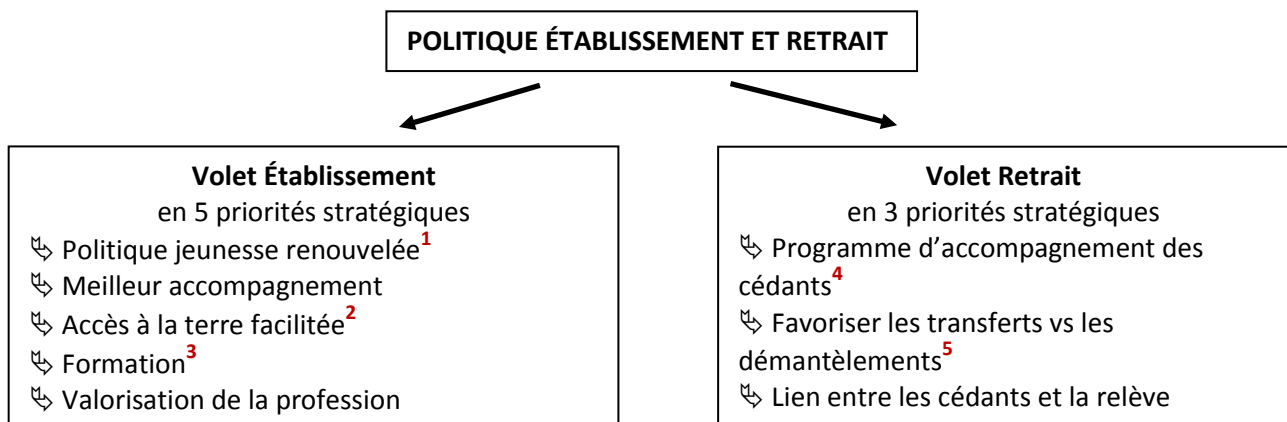 POLITIQUE ÉTABLISSEMENT ET RETRAIT
Volet Établissement
en 5 priorités stratégiques
Politique jeunesse renouvelée1
Meilleur accompagnement
Accès à la terre facilitée2
Formation3
Valorisation de la profession
Volet Retrait
en 3 priorités stratégiques
Programme d’accompagnement des
cédants4
Favoriser les transferts vs les
démantèlements5
Lien entre les cédants et la relève